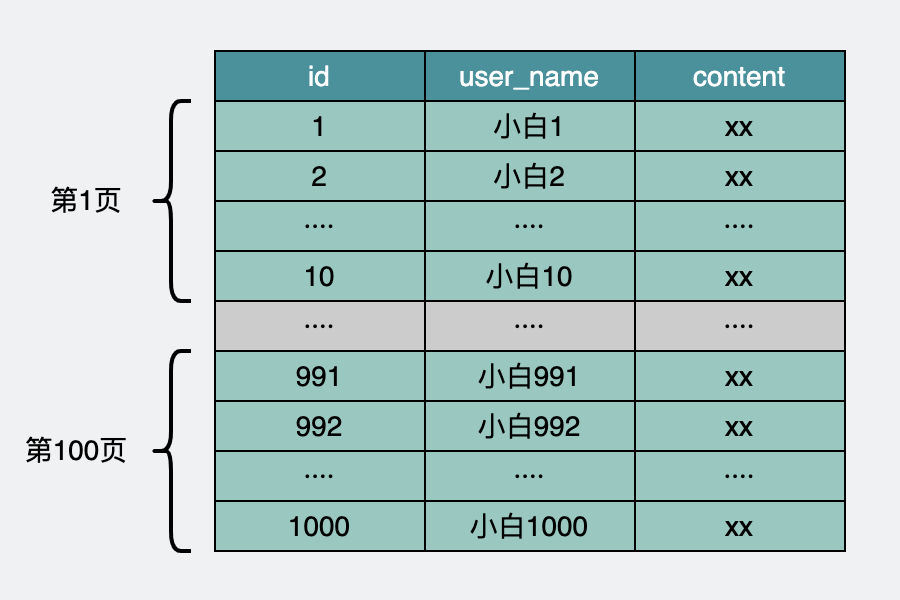 id user_name content
1 小白1 xx
2 小白2 xx
.... .... ....
第1页
10 小白10 xx
.... .... ....
991 小白991 xx
992 小白992 xx
第100页
.... .... ....
1000 小白1000 xx